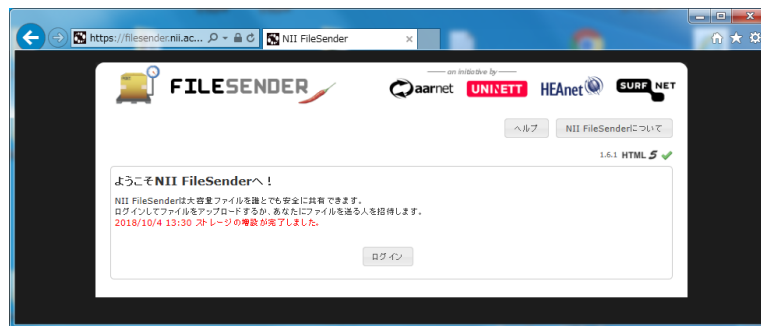 https://filesender.nii.ac...
NII FileSender
FILESENDER
an initiative by
aarnet UNINETT HEAnet SURF NET
ヘルプ NII FileSenderについて
1.6.1 HTML 5
ようこそNII FileSenderへ！
NII FileSenderは大容量ファイルを誰とでも安全に共有できます。
ログインしてファイルをアップロードするか、あなたにファイルを送る人を招待します。
2018/10/4 13:30 ストレージの増設が完了しました。
ログイン